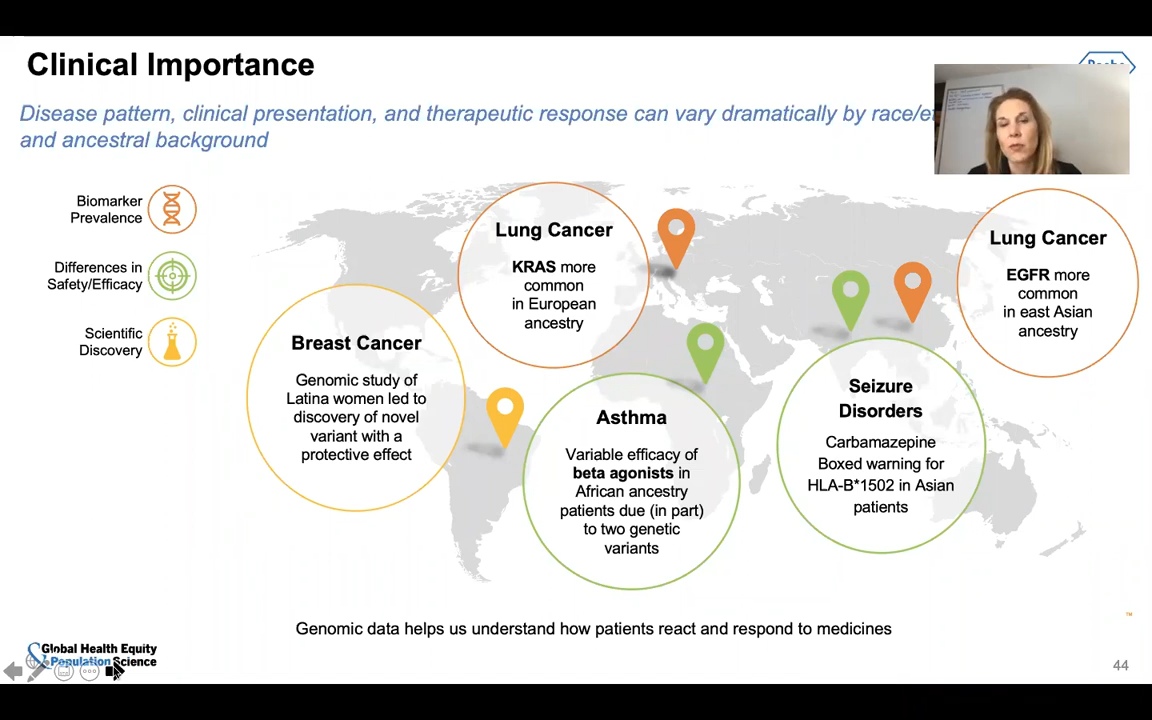 Clinical Importance
Disease pattern, clinical presentation, and therapeutic response can vary dramatically by
and ancestral background
Biomarker
Prevalence
Differences in
Safety/Efficacy
Scientific
Discovery
Breast Cancer
Genomic study of
Latina women led to
discovery of novel
variant with a
protective effect
Lung Cancer
KRAS more
common
in European
ancestry
Asthma
Variable efficacy of
beta agonists in
African ancestry
patients due (in part)
to two genetic
variants
Seizure
Disorders
Carbamazepine
Boxed warning for
HLA-B*1502 in Asian
patients
Lung Cancer
EGFR more
common
in east Asian
ancestry
Genomic data helps us understand how patients react and respond to medicines
Global Health Equity
Population Science
™
44